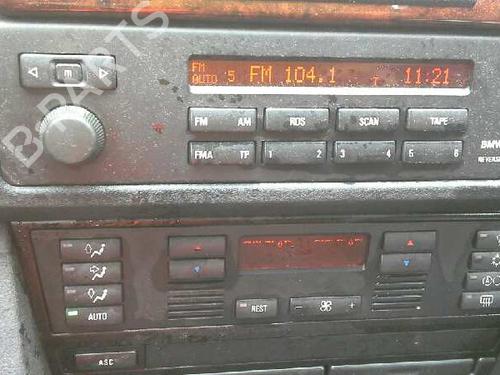 FM
AUTO 5 FM 104.1 T 11:21
m
FM AM RDS SCAN TAPE
FMA TP 1 2 3 4 5 6
BMW
REVERS
B-PARTS
AUTO
REST
- +
ASC